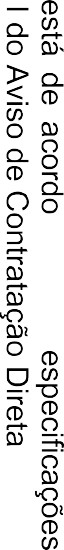 está de acordo especificações
I do Aviso de Contratação Direta